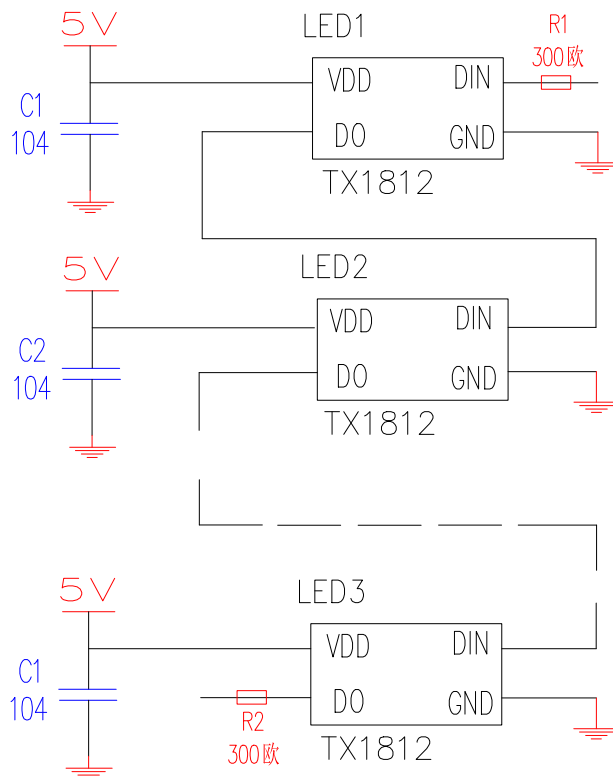 5V
LED1
R1
300欧
C1
104
VDD
DIN
DO
GND
TX1812
5V
LED2
C2
104
VDD
DIN
DO
GND
TX1812
5V
LED3
C1
104
VDD
DIN
DO
GND
R2
300欧
TX1812